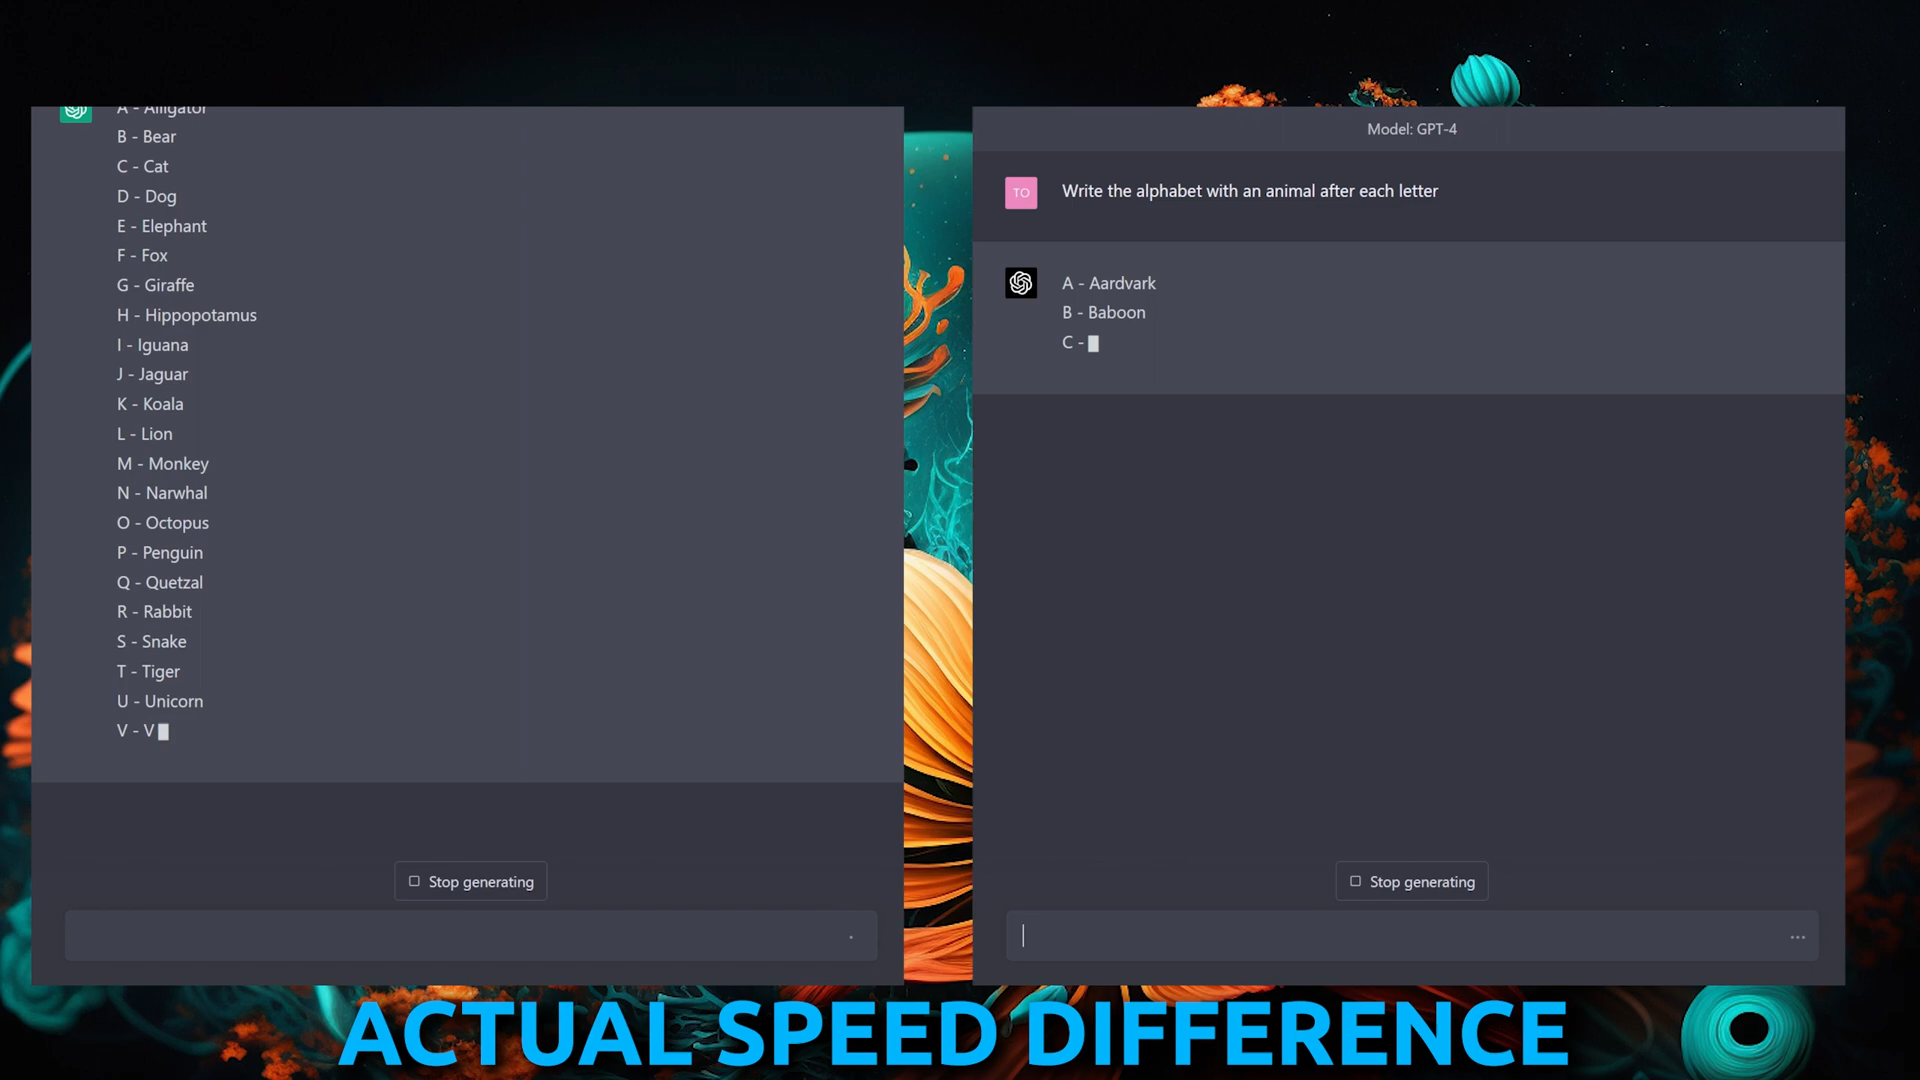 A - Alligator
B - Bear
C - Cat
D - Dog
E - Elephant
F - Fox
G - Giraffe
H - Hippopotamus
I - Iguana
J - Jaguar
K - Koala
L - Lion
M - Monkey
N - Narwhal
O - Octopus
P - Penguin
Q - Quetzal
R - Rabbit
S - Snake
T - Tiger
U - Unicorn
V - V
Stop generating
Model: GPT-4
TO
Write the alphabet with an animal after each letter
A - Aardvark
B - Baboon
C -
Stop generating
ACTUAL SPEED DIFFERENCE